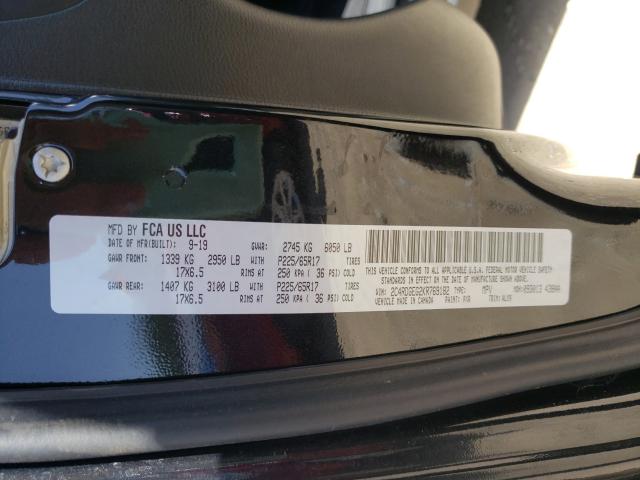 MFD BY FCA US LLC
DATE OF MFR(BUILT): 9-19 GVWR: 2745 KG 6050 LB
GAWR FRONT: 1339 KG 2950 LB WITH P225/65R17 TIRES
17X6.5 RIMS AT 250 KPA ( 36 PSI) COLD
GAWR REAR: 1407 KG 3100 LB WITH P225/65R17 TIRES
17X6.5 RIMS AT 250 KPA ( 36 PSI) COLD
THIS VEHICLE CONFORMS TO ALL APPLICABLE U.S.A. FEDERAL MOTOR VEHICLE SAFETY,
STANDARDS IN EFFECT ON THE DATE OF MANUFACTURE SHOWN ABOVE.
VIN: 2C4RDGEG2KR769182 MPV
MADE IN CANADA PAINT: PXR TRIM: